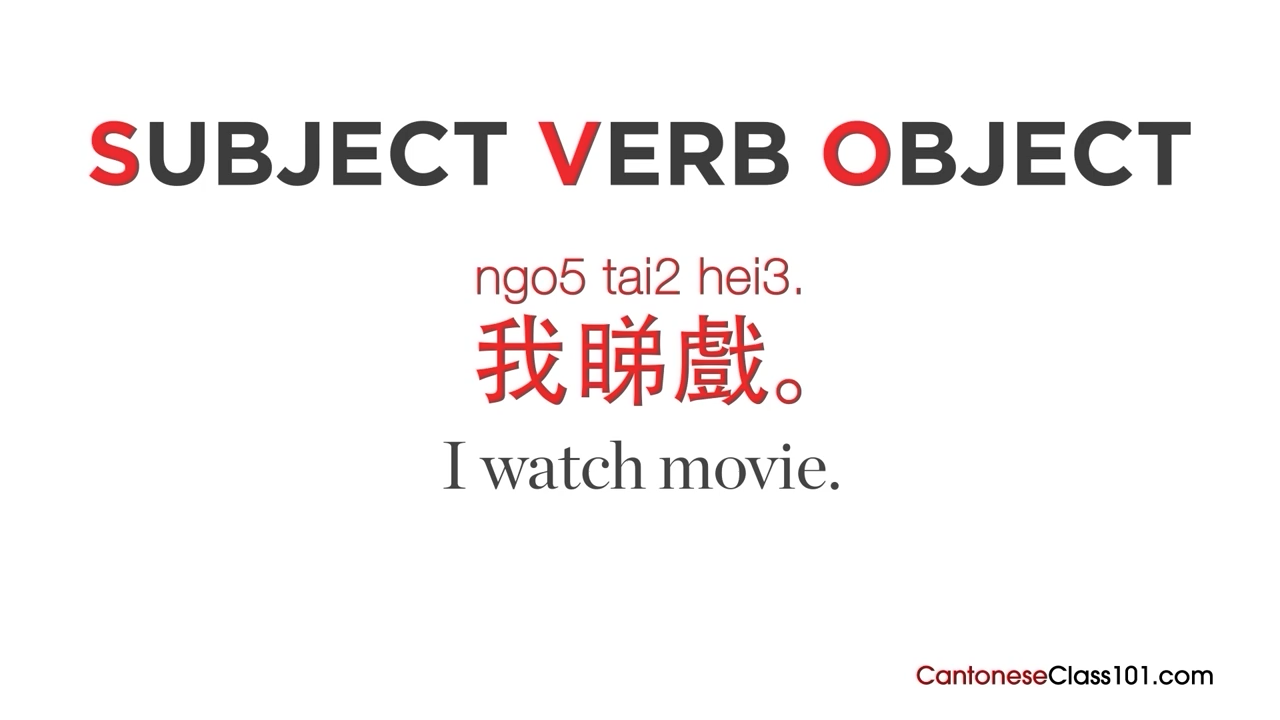 SUBJECT VERB OBJECT
ngo5 tai2 hei3.
我睇戲。
I watch movie.
CantoneseClass101.com